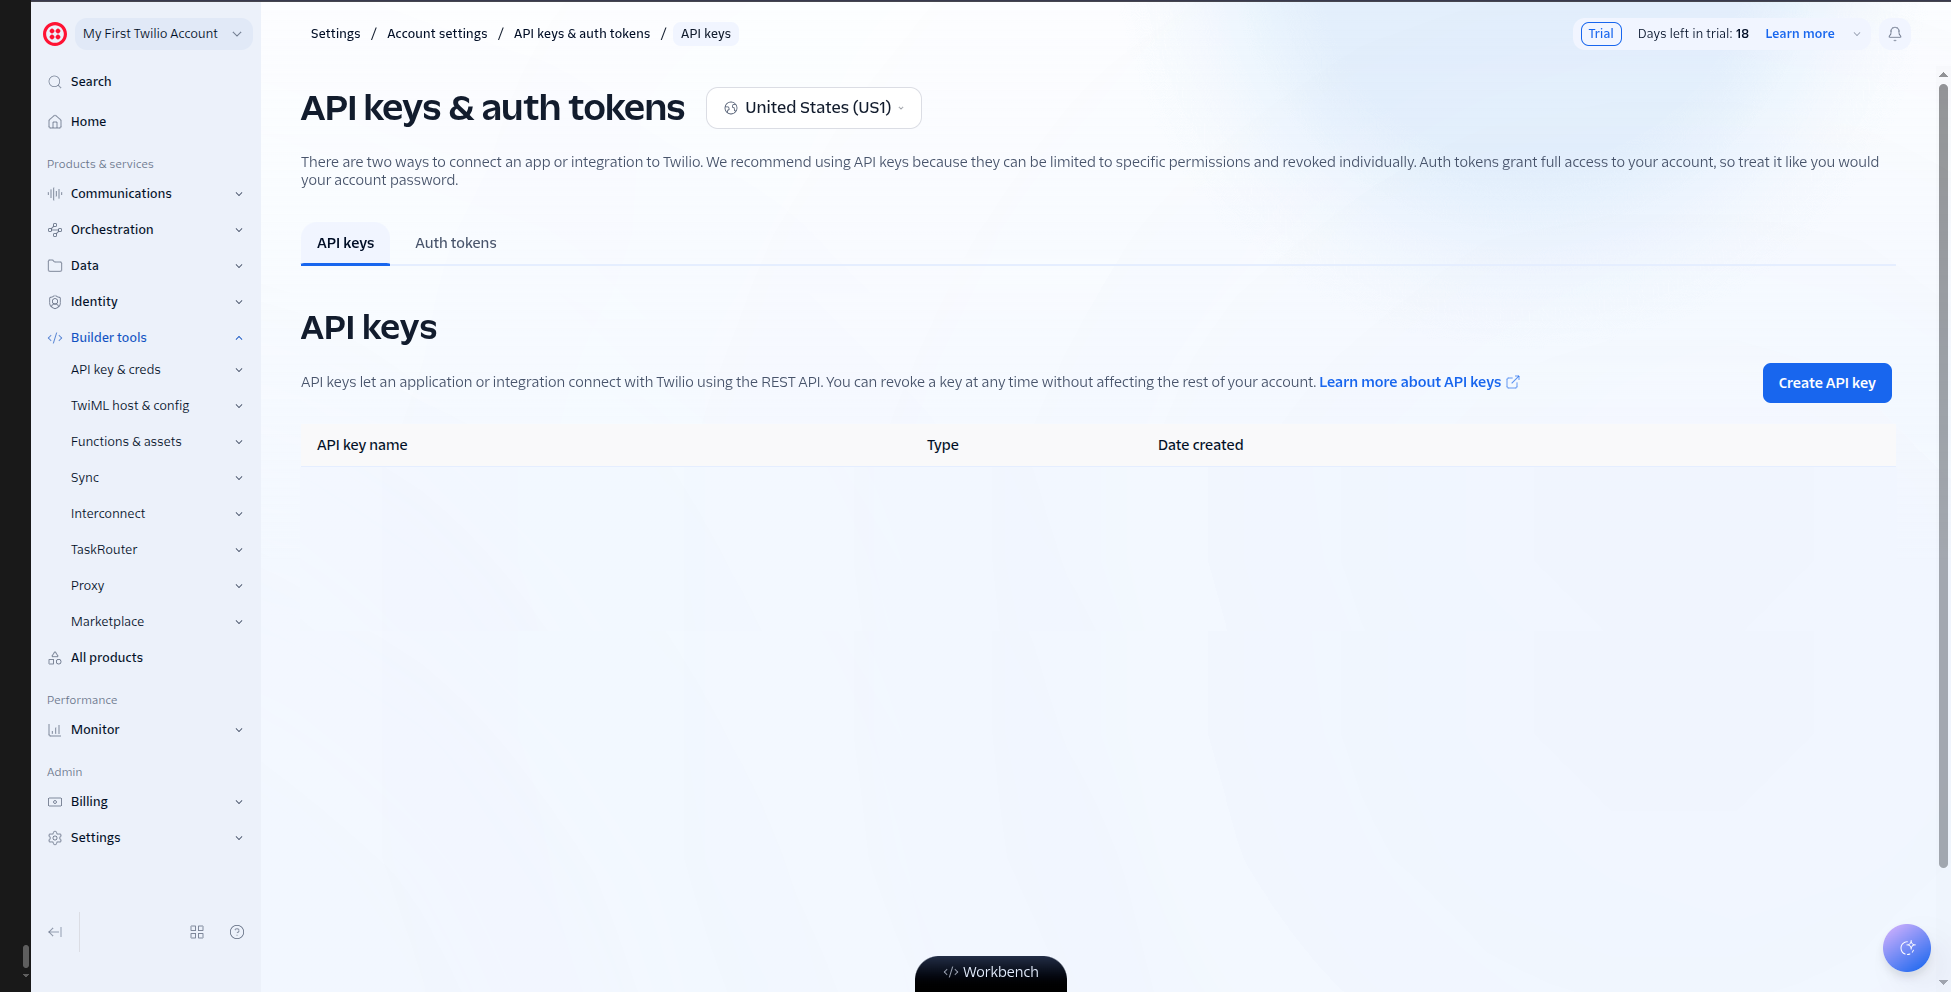 My First Twilio Account
Settings / Account settings / API keys & auth tokens / API keys
Trial Days left in trial: 18 Learn more
Search
Home
Products & services
Communications
Orchestration
Data
Identity
Builder tools
API key & creds
TwiML host & config
Functions & assets
Sync
Interconnect
TaskRouter
Proxy
Marketplace
All products
Performance
Monitor
Admin
Billing
Settings
API keys & auth tokens United States (US1)
There are two ways to connect an app or integration to Twilio. We recommend using API keys because they can be limited to specific permissions and revoked individually. Auth tokens grant full access to your account, so treat it like you would
your account password.
API keys Auth tokens
API keys
API keys let an application or integration connect with Twilio using the REST API. You can revoke a key at any time without affecting the rest of your account. Learn more about API keys
Create API key
API key name Type Date created
</> Workbench